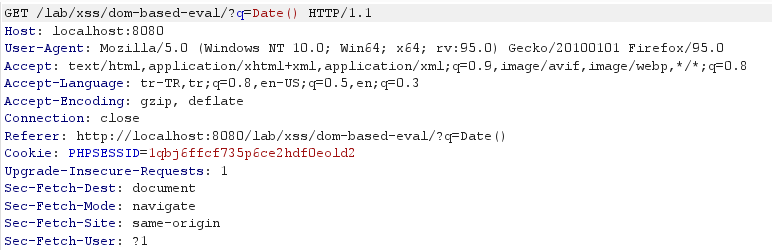 GET /lab/xss/dom-based-eval/?q=Date() HTTP/1.1
Host: localhost:8080
User-Agent: Mozilla/5.0 (Windows NT 10.0; Win64; x64; rv:95.0) Gecko/20100101 Firefox/95.0
Accept: text/html,application/xhtml+xml,application/xml;q=0.9,image/avif,image/webp,*/*;q=0.8
Accept-Language: tr-TR,tr;q=0.8,en-US;q=0.5,en;q=0.3
Accept-Encoding: gzip, deflate
Connection: close
Referer: http://localhost:8080/lab/xss/dom-based-eval/?q=Date()
Cookie: PHPSESSID=1qbj6ffcf735p6ce2hdf0eold2
Upgrade-Insecure-Requests: 1
Sec-Fetch-Dest: document
Sec-Fetch-Mode: navigate
Sec-Fetch-Site: same-origin
Sec-Fetch-User: ?1